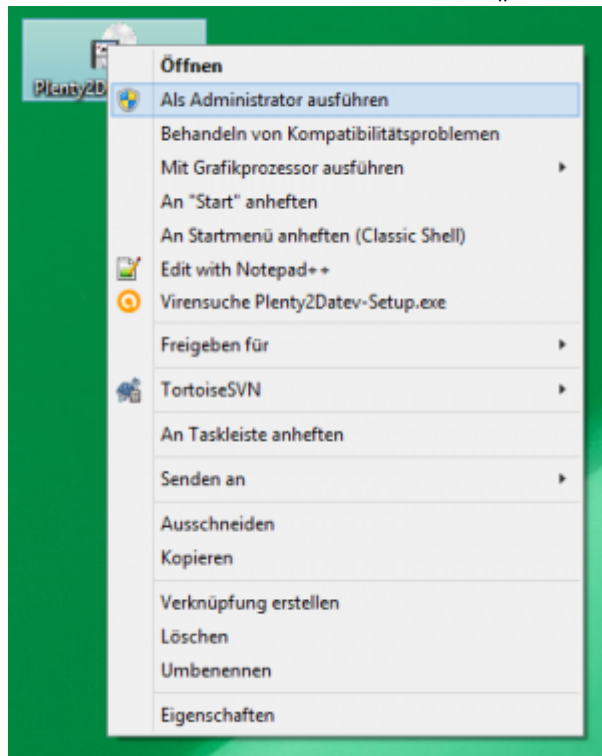 Plenty2D
Öffnen
Als Administrator ausführen
Behandeln von Kompatibilitätsproblemen
Mit Grafikprozessor ausführen
An "Start" anheften
An Startmenü anheften (Classic Shell)
Edit with Notepad++
Virensuche Plenty2Datev-Setup.exe
Freigeben für
TortoiseSVN
An Taskleiste anheften
Senden an
Ausschneiden
Kopieren
Verknüpfung erstellen
Löschen
Umbenennen
Eigenschaften